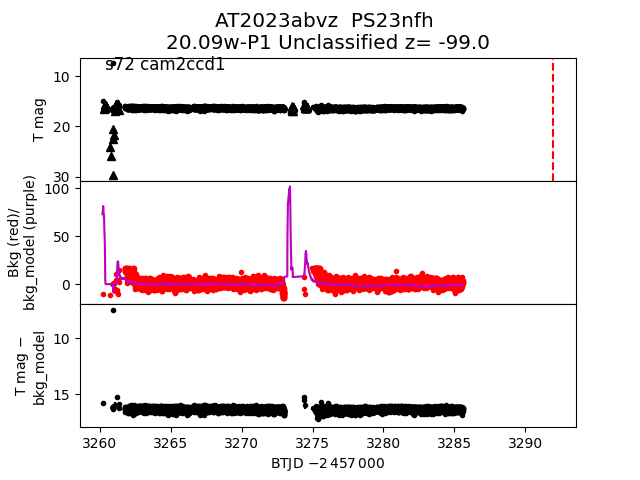 AT2023abvz  PS23nfh
20.09w-P1 Unclassified z= -99.0
s72 cam2ccd1
10
20
30
T mag
100
50
0
Bkg (red)/
bkg_model (purple)
10
15
T mag −
bkg_model
3260 3265 3270 3275 3280 3285 3290
BTJD −2 457 000